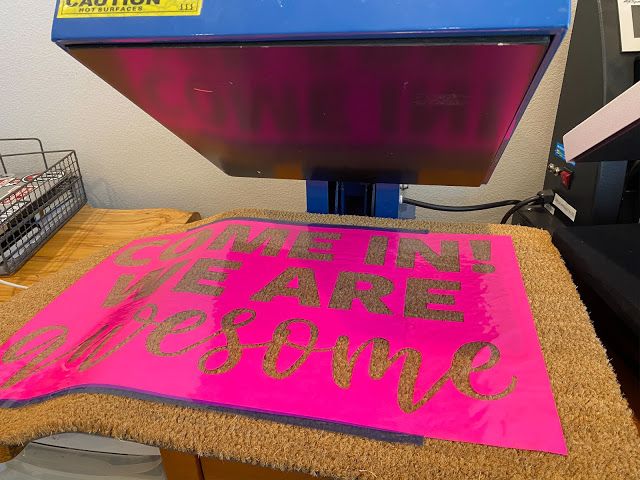 CAUTION
HOT SURFACES
COME IN!
WE ARE
awesome